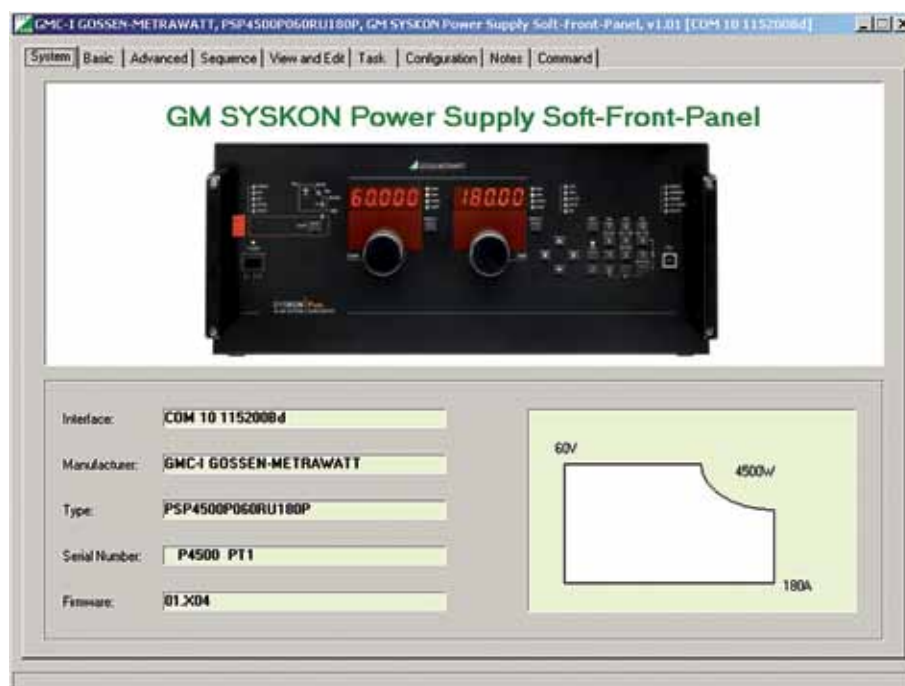 GMC-I GOSSEN-METRAWATT, PSP4500P060RU180P, GM SYSKON Power Supply Soft-Front-Panel, v1.01 [COM 10 115200Bd]
System Basic Advanced Sequence View and Edit Task Configuration Notes Command
GM SYSKON Power Supply Soft-Front-Panel
GOSSEN METRAWATT
60.000 180.00
SYSKON
Interface: COM 10 115200Bd
Manufacturer: GMC-I GOSSEN-METRAWATT
Type: PSP4500P060RU180P
Serial Number: P4500 PT1
Firmware: 01.X04
60V
4500W
180A